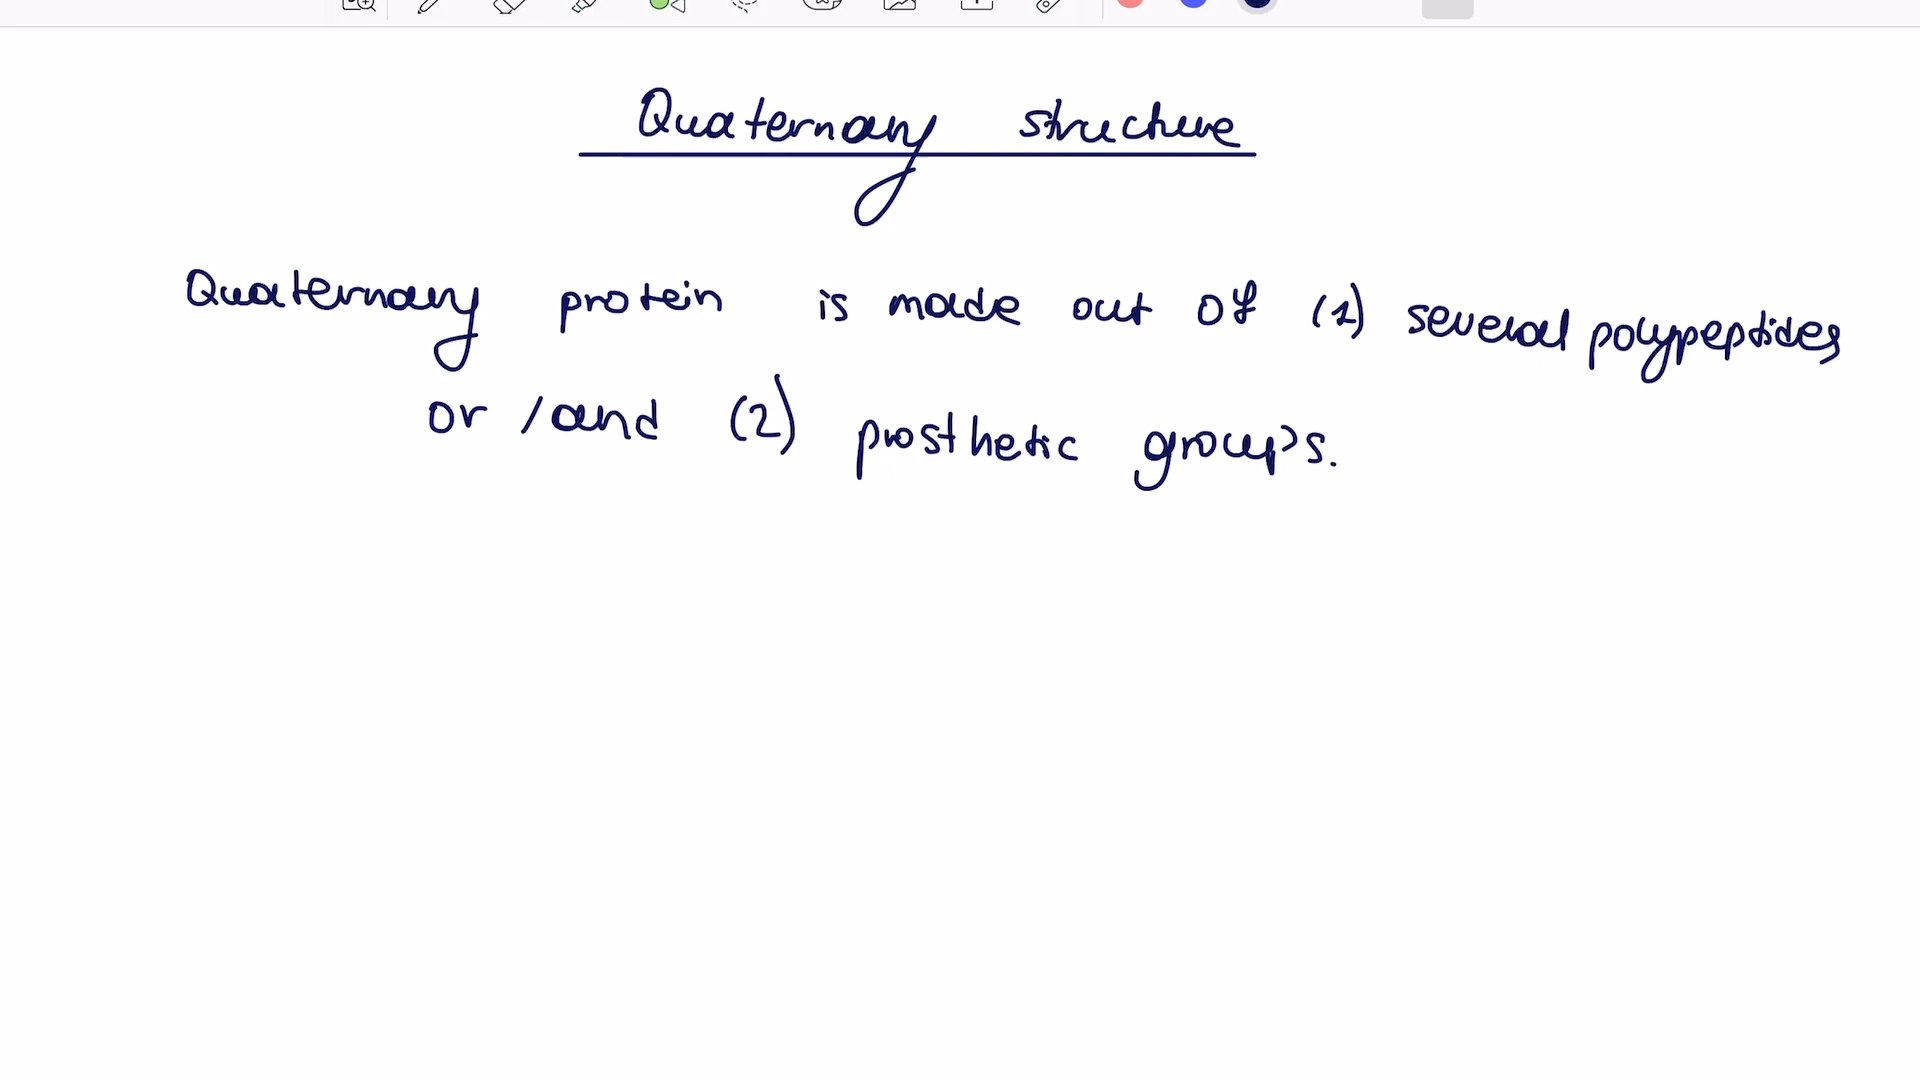 Quaternary structure
Quaternary protein is made out of (1) several polypeptides
or / and (2) prosthetic groups.